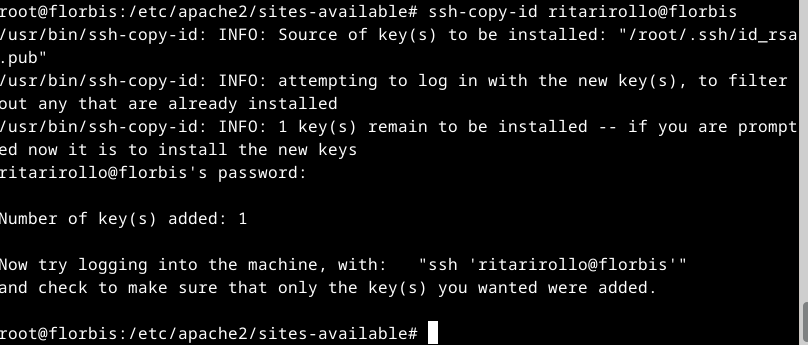 root@florbis:/etc/apache2/sites-available# ssh-copy-id ritarirollo@florbis
/usr/bin/ssh-copy-id: INFO: Source of key(s) to be installed: "/root/.ssh/id_rsa
.pub"
/usr/bin/ssh-copy-id: INFO: attempting to log in with the new key(s), to filter
out any that are already installed
/usr/bin/ssh-copy-id: INFO: 1 key(s) remain to be installed -- if you are prompt
ed now it is to install the new keys
ritarirollo@florbis's password:
Number of key(s) added: 1
Now try logging into the machine, with:   "ssh 'ritarirollo@florbis'"
and check to make sure that only the key(s) you wanted were added.
root@florbis:/etc/apache2/sites-available#